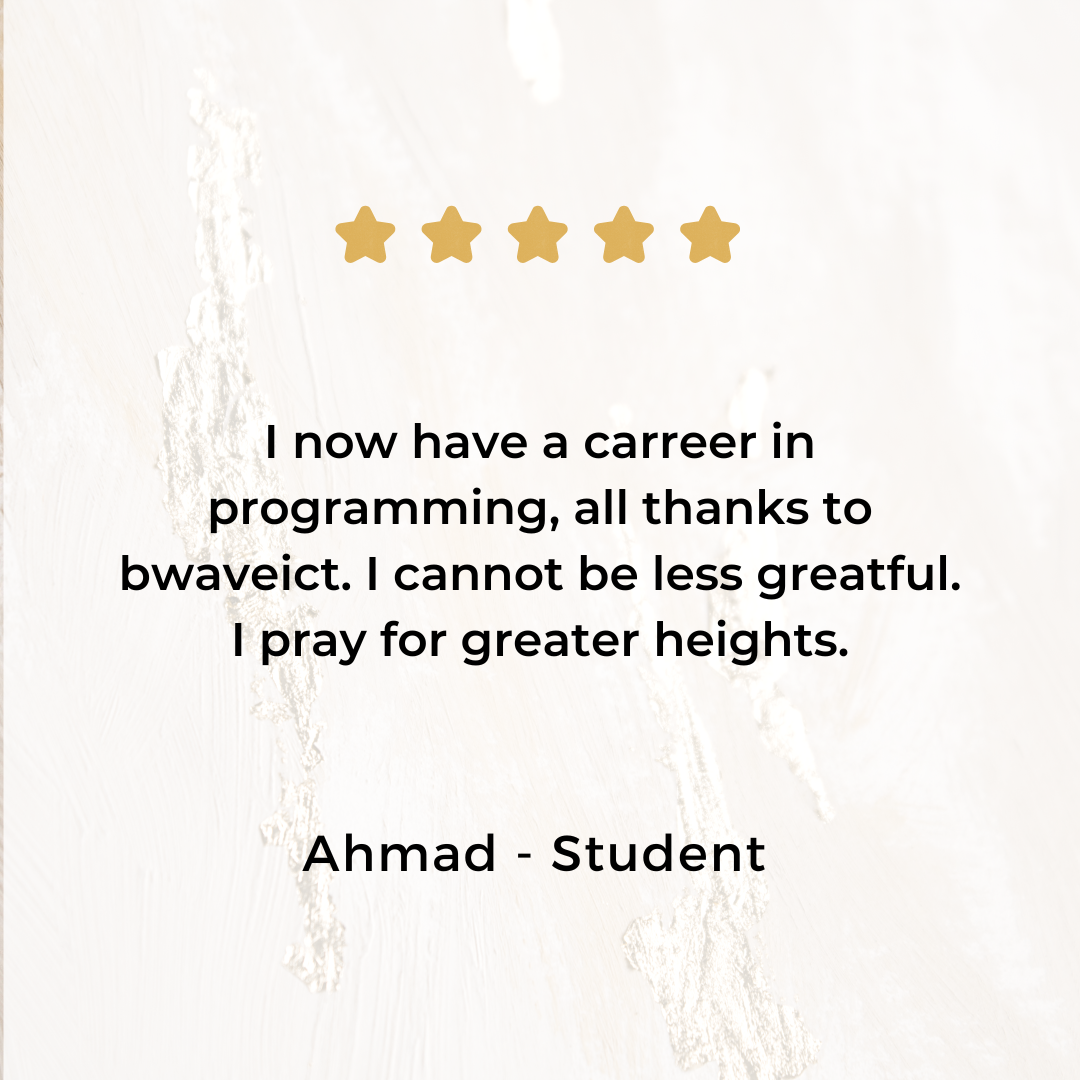 I now have a carreer in
programming, all thanks to
bwaveict. I cannot be less greatful.
I pray for greater heights.
Ahmad - Student